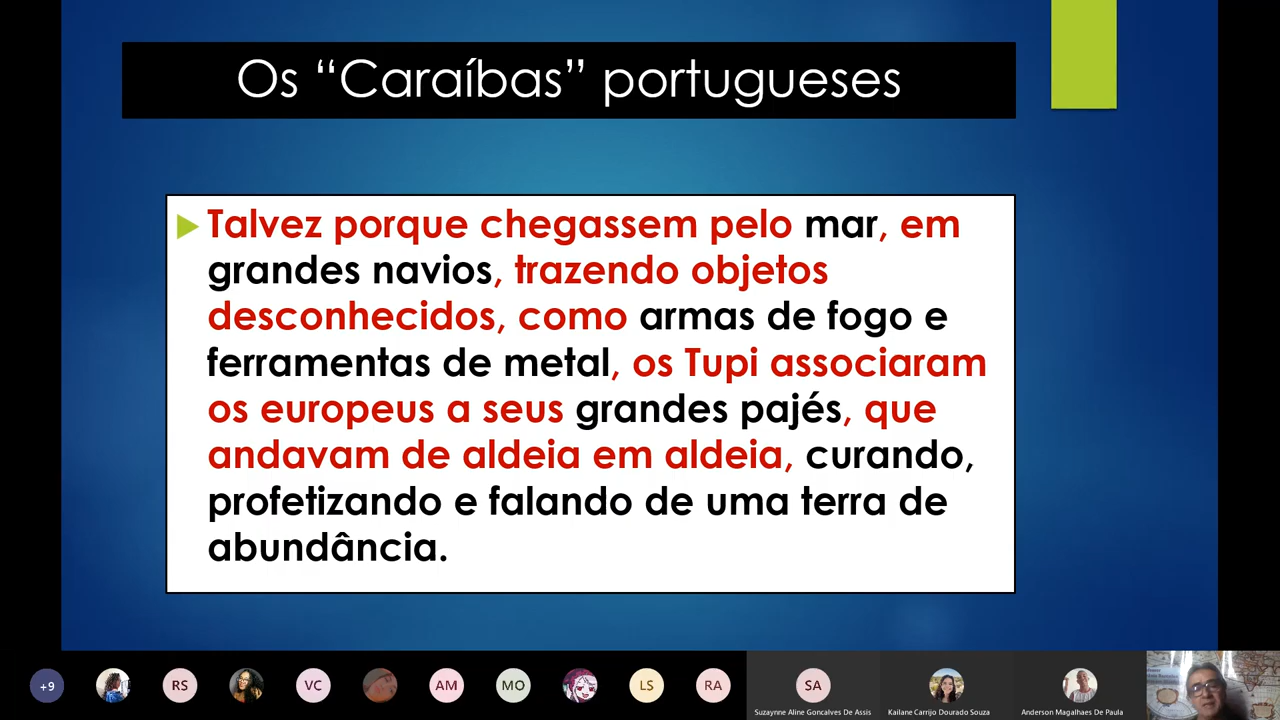 Os “Caraíbas” portugueses
Talvez porque chegassem pelo mar, em
grandes navios, trazendo objetos
desconhecidos, como armas de fogo e
ferramentas de metal, os Tupi associaram
os europeus a seus grandes pajés, que
andavam de aldeia em aldeia, curando,
profetizando e falando de uma terra de
abundância.
+9
RS
VC
AM
MO
LS
RA
SA
Suzaynne Aline Goncalves De Assis
Kailane Carrijo Dourado Souza
Anderson Magalhaes De Paula